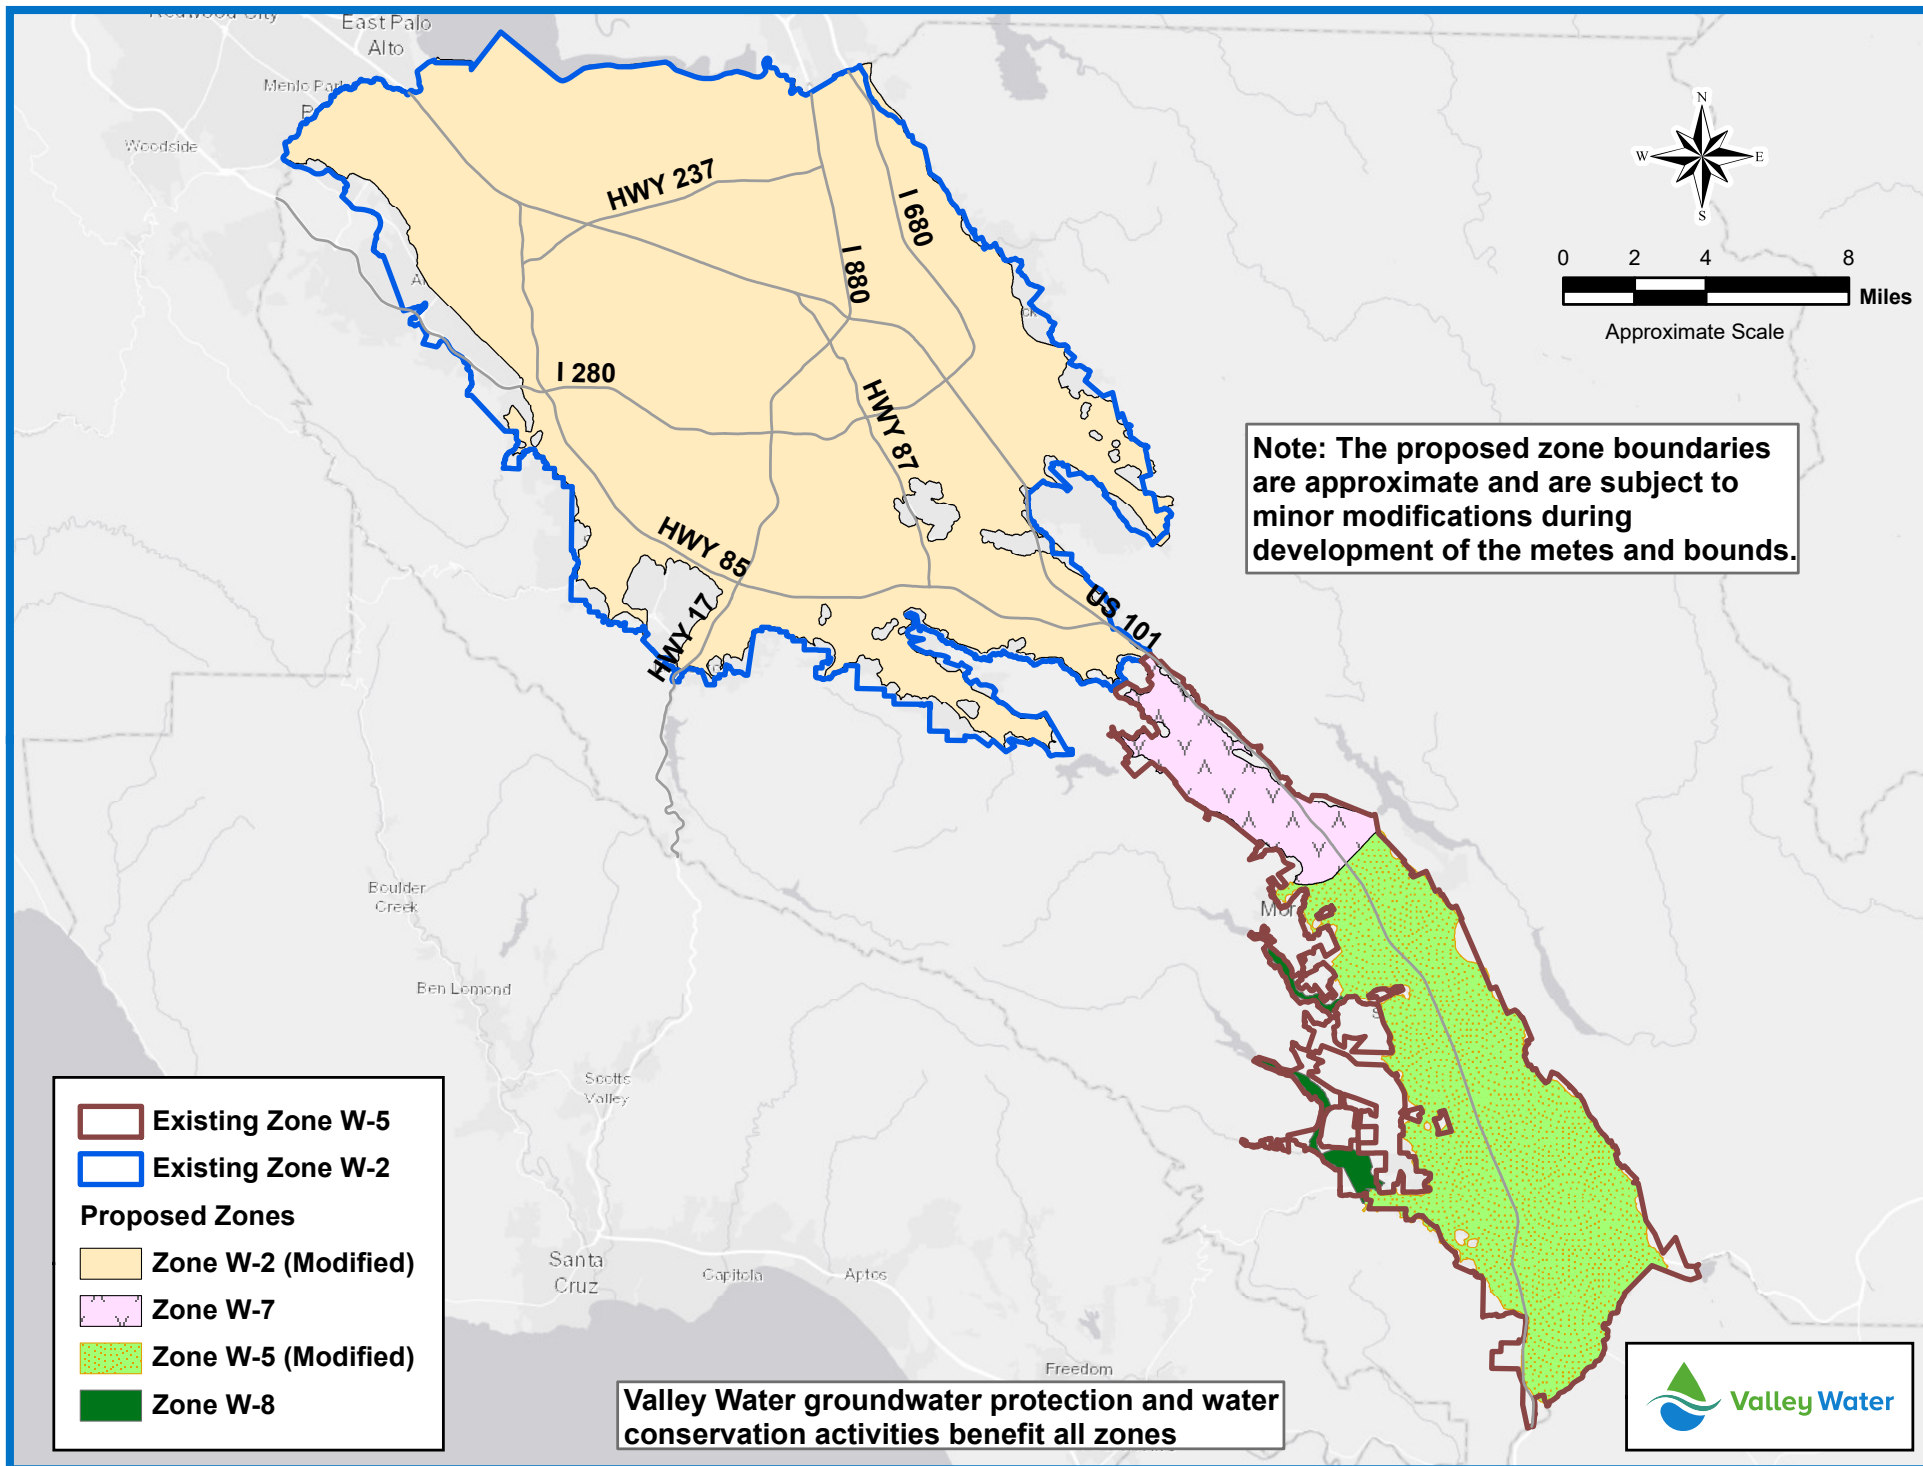 Redwood City
East Palo
Alto
Menlo Park
Woodside
HWY 237
I 680
I 880
I 280
HWY 87
HWY 85
HWY 17
US 101
N
W
E
S
0 2 4 8
Miles
Approximate Scale
Note: The proposed zone boundaries
are approximate and are subject to
minor modifications during
development of the metes and bounds.
Boulder
Creek
Mor
Ben Lomond
Scotts
Valley
Santa
Cruz
Capitola
Aptos
Freedom
Existing Zone W-5
Existing Zone W-2
Proposed Zones
Zone W-2 (Modified)
Zone W-7
Zone W-5 (Modified)
Zone W-8
Valley Water groundwater protection and water
conservation activities benefit all zones
Valley Water